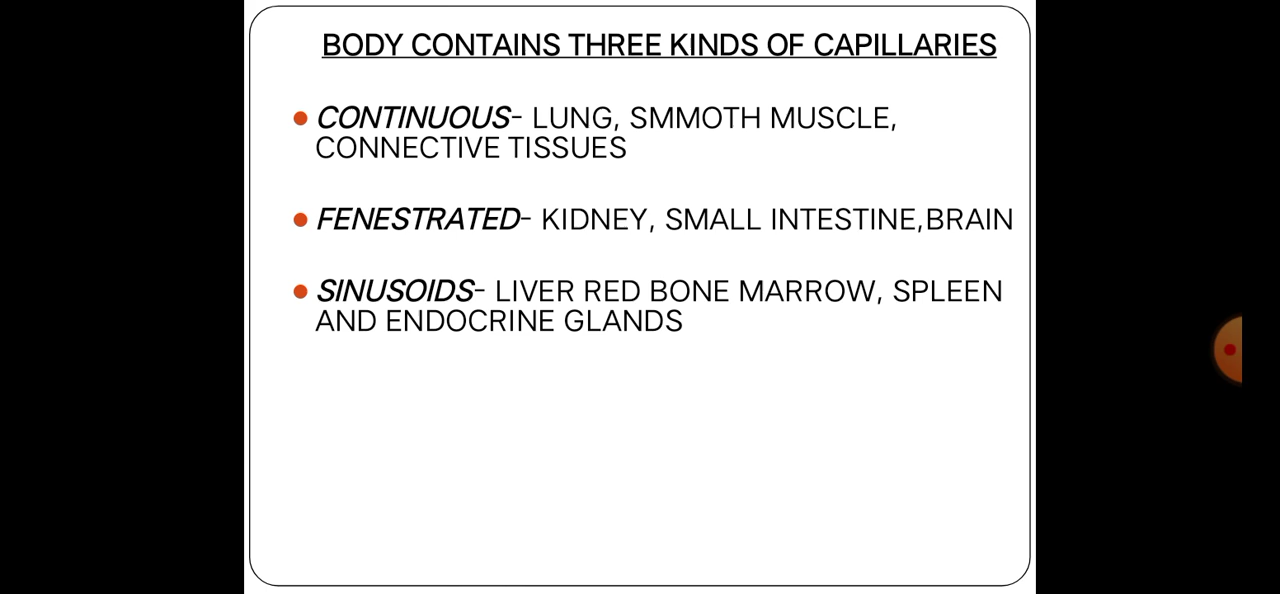 BODY CONTAINS THREE KINDS OF CAPILLARIES
CONTINUOUS- LUNG, SMMOTH MUSCLE,
CONNECTIVE TISSUES
FENESTRATED- KIDNEY, SMALL INTESTINE,BRAIN
SINUSOIDS- LIVER RED BONE MARROW, SPLEEN
AND ENDOCRINE GLANDS